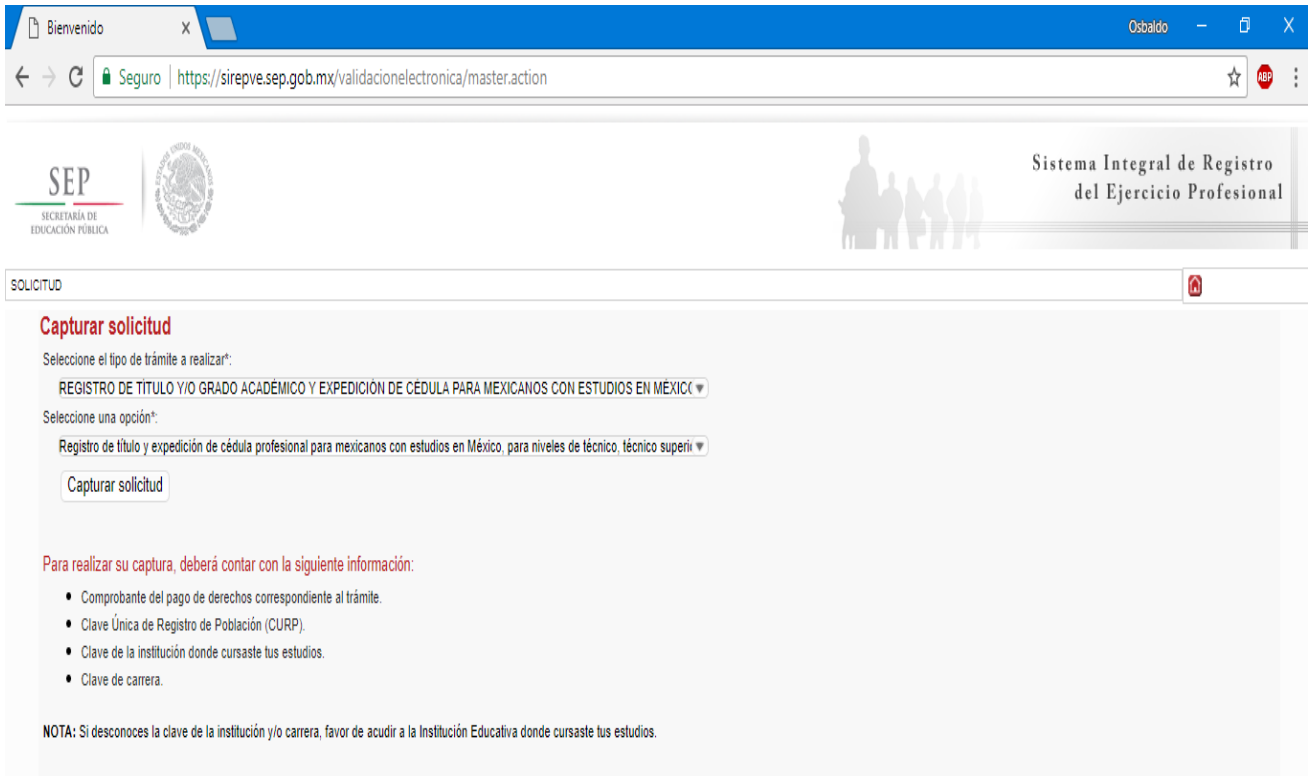 Bienvenido
Osbaldo
Seguro | https://sirepve.sep.gob.mx/validacionelectronica/master.action
ABP
SEP
SECRETARÍA DE
EDUCACIÓN PÚBLICA
ESTADOS UNIDOS MEXICANOS
Sistema Integral de Registro
del Ejercicio Profesional
SOLICITUD
Capturar solicitud
Seleccione el tipo de trámite a realizar*:
REGISTRO DE TÍTULO Y/O GRADO ACADÉMICO Y EXPEDICIÓN DE CÉDULA PARA MEXICANOS CON ESTUDIOS EN MÉXICO
Seleccione una opción*:
Registro de título y expedición de cédula profesional para mexicanos con estudios en México, para niveles de técnico, técnico superi
Capturar solicitud
Para realizar su captura, deberá contar con la siguiente información:
• Comprobante del pago de derechos correspondiente al trámite.
• Clave Única de Registro de Población (CURP).
• Clave de la institución donde cursaste tus estudios.
• Clave de carrera.
NOTA: Si desconoces la clave de la institución y/o carrera, favor de acudir a la Institución Educativa donde cursaste tus estudios.